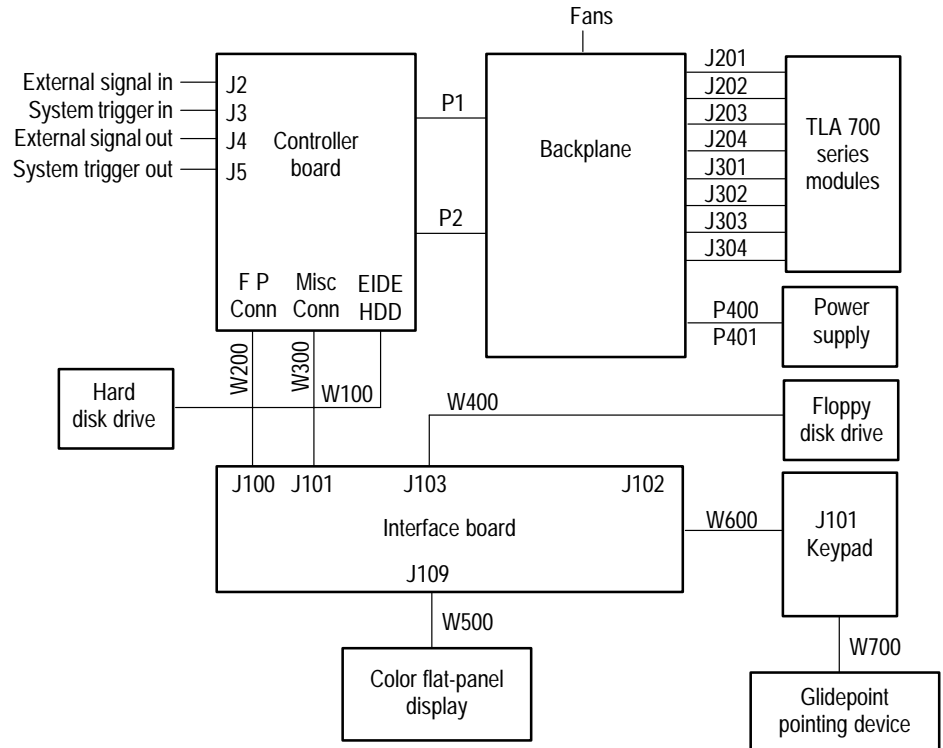 Fans
External signal in
System trigger in
External signal out
System trigger out
J2
J3
J4
J5
Controller
board
F P
Conn
Misc
Conn
EIDE
HDD
P1
P2
Backplane
J201
J202
J203
J204
J301
J302
J303
J304
TLA 700
series
modules
P400
P401
Power
supply
W200
W300
W100
Hard
disk drive
W400
Floppy
disk drive
J100
J101
J103
J102
Interface board
J109
W600
J101
Keypad
W500
W700
Color flat-panel
display
Glidepoint
pointing device